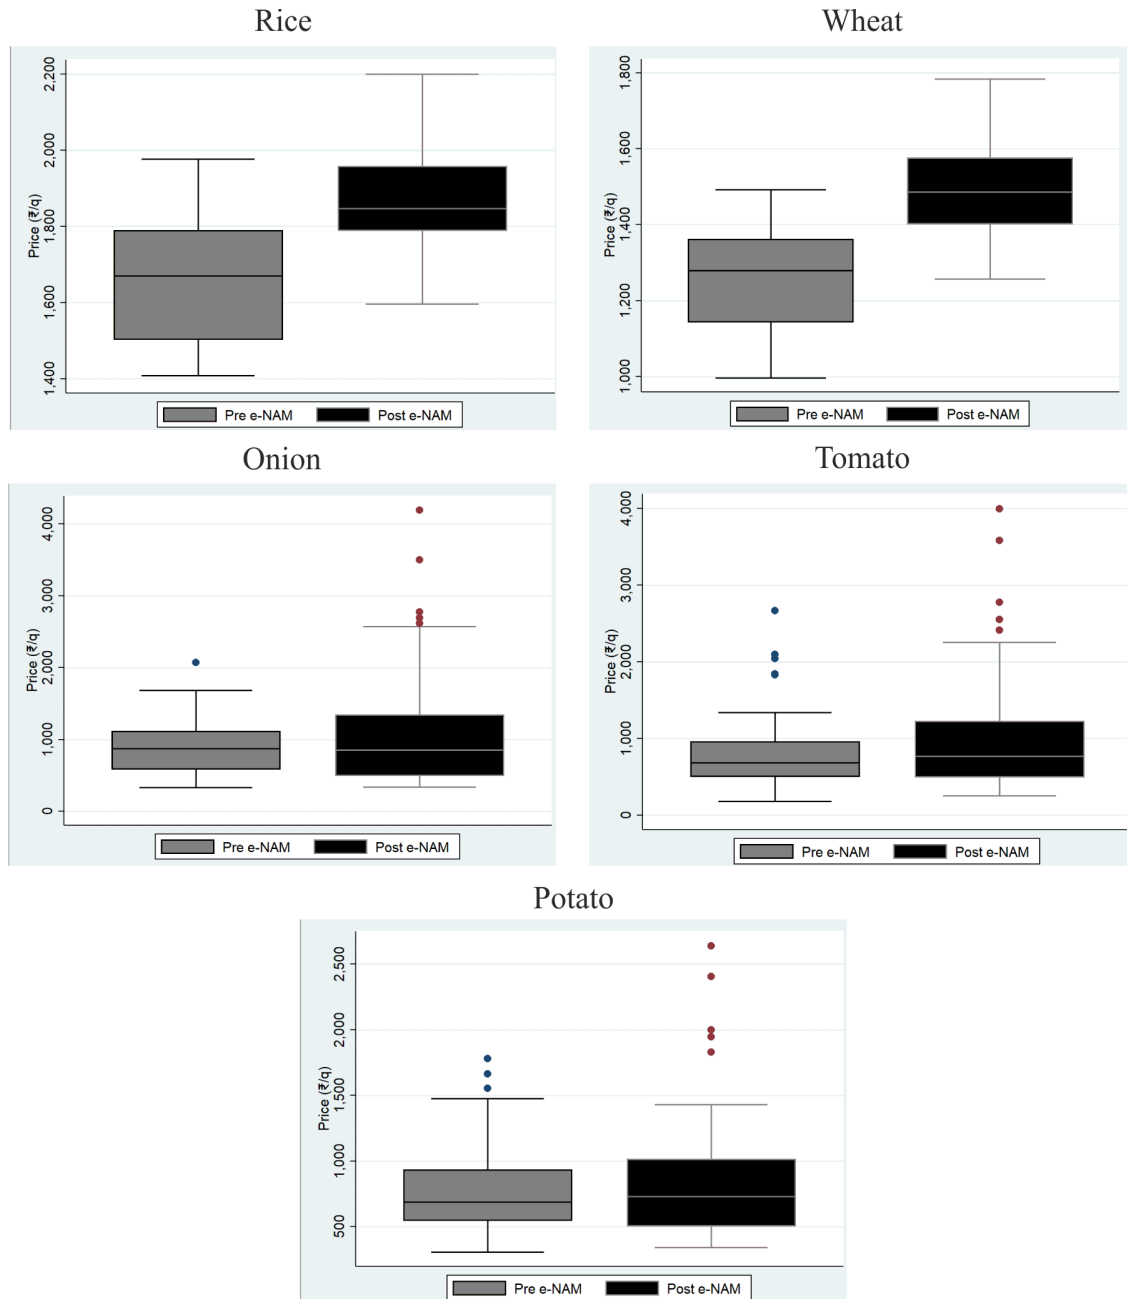 Rice
Wheat
2,200
2,000
1,800
1,600
1,400
Price (₹/q)
Pre e-NAM
Post e-NAM
1,800
1,600
1,400
1,200
1,000
Price (₹/q)
Pre e-NAM
Post e-NAM
Onion
Tomato
4,000
3,000
2,000
1,000
0
Price (₹/q)
Pre e-NAM
Post e-NAM
4,000
3,000
2,000
1,000
0
Price (₹/q)
Pre e-NAM
Post e-NAM
Potato
2,500
2,000
1,500
1,000
500
Price (₹/q)
Pre e-NAM
Post e-NAM